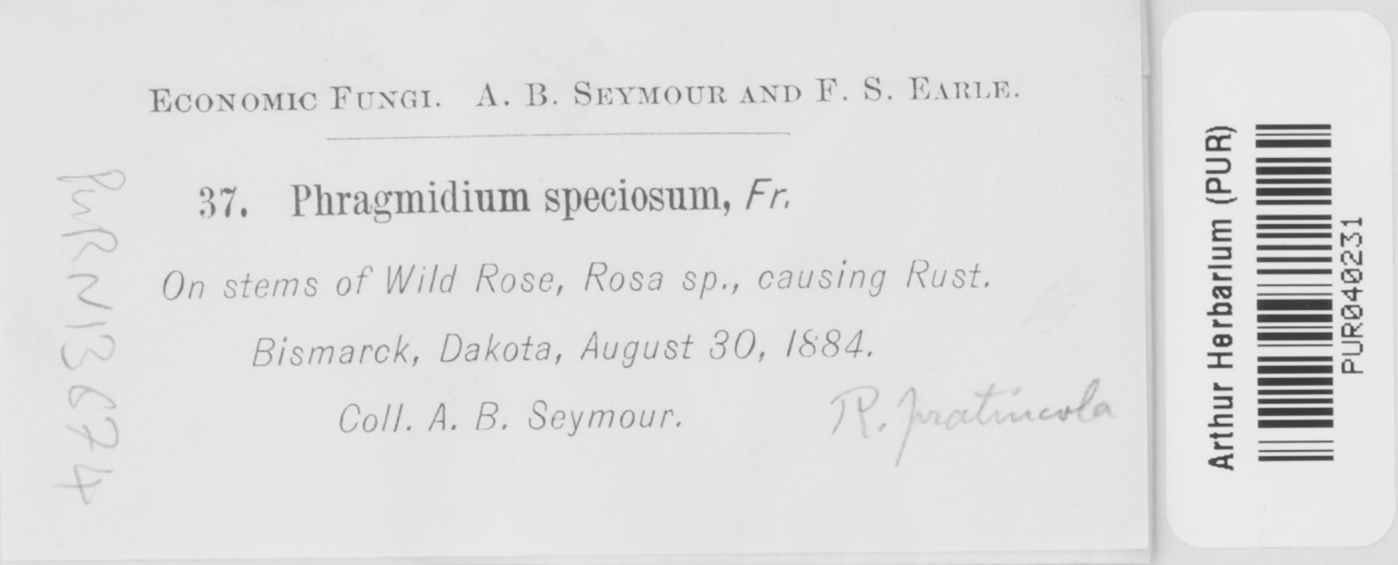 ECONOMIC FUNGI. A. B. SEYMOUR AND F. S. EARLE.
37. Phragmidium speciosum, Fr.
On stems of Wild Rose, Rosa sp., causing Rust.
Bismarck, Dakota, August 30, 1884.
Coll. A. B. Seymour.
R. pratincola
PURN13674
Arthur Herbarium (PUR)
PUR040231